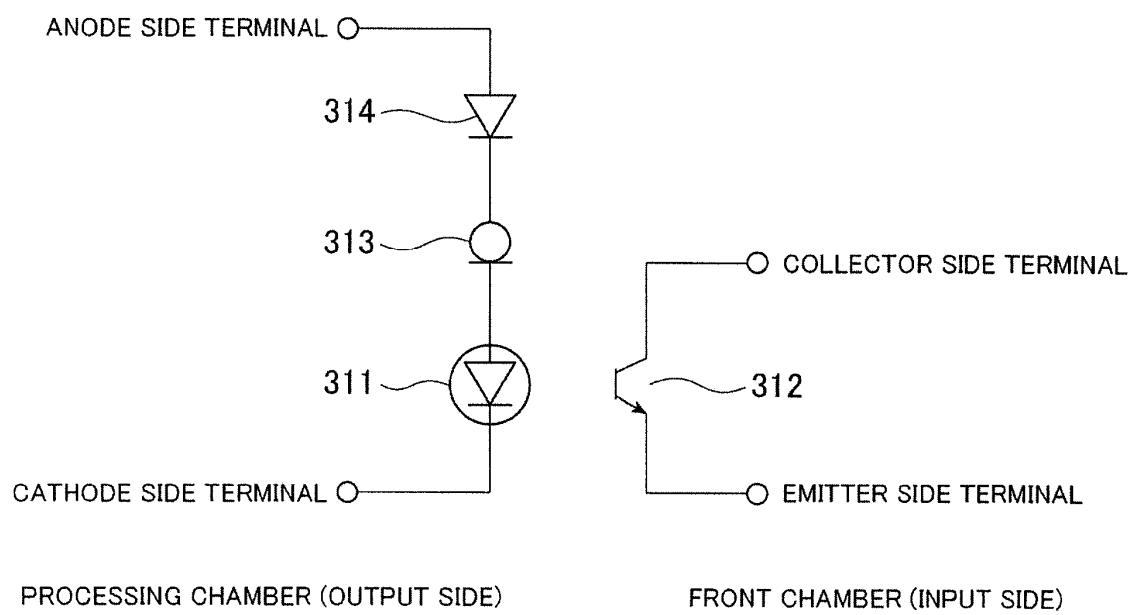 ANODE SIDE TERMINAL
314
313
COLLECTOR SIDE TERMINAL
311
312
CATHODE SIDE TERMINAL
EMITTER SIDE TERMINAL
PROCESSING CHAMBER (OUTPUT SIDE)
FRONT CHAMBER (INPUT SIDE)